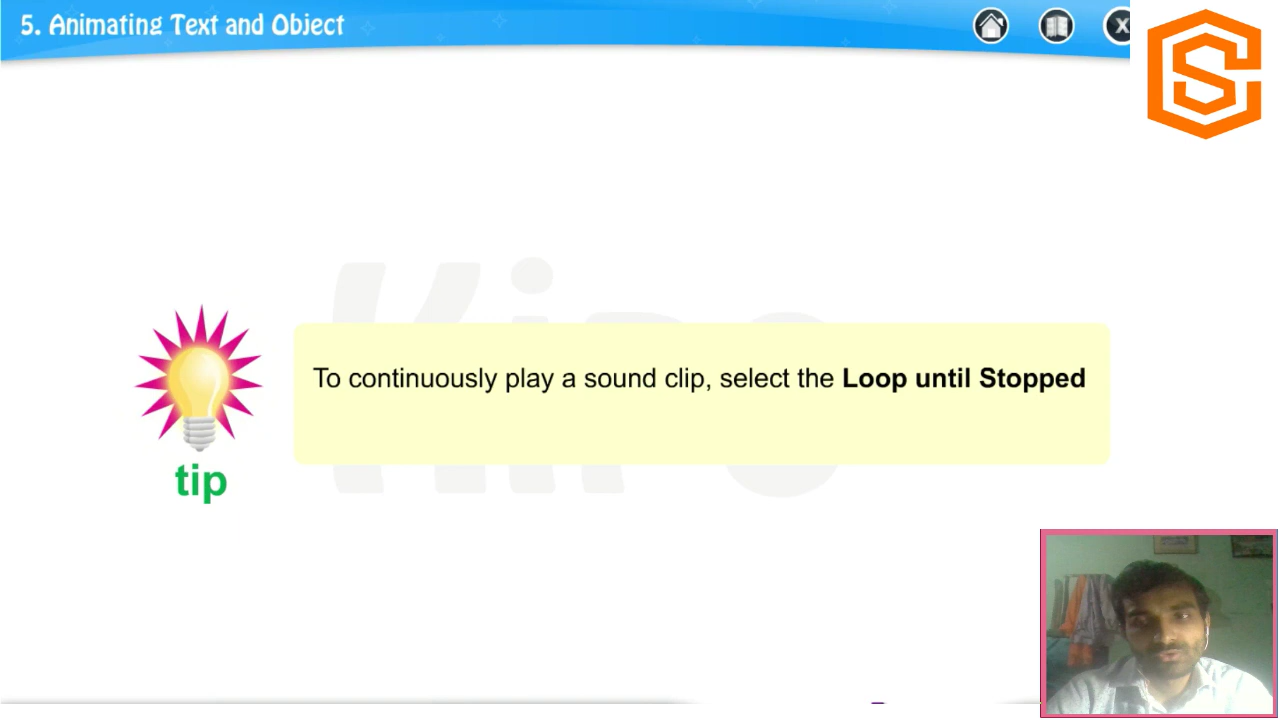 5. Animating Text and Object
X
To continuously play a sound clip, select the Loop until Stopped
tip